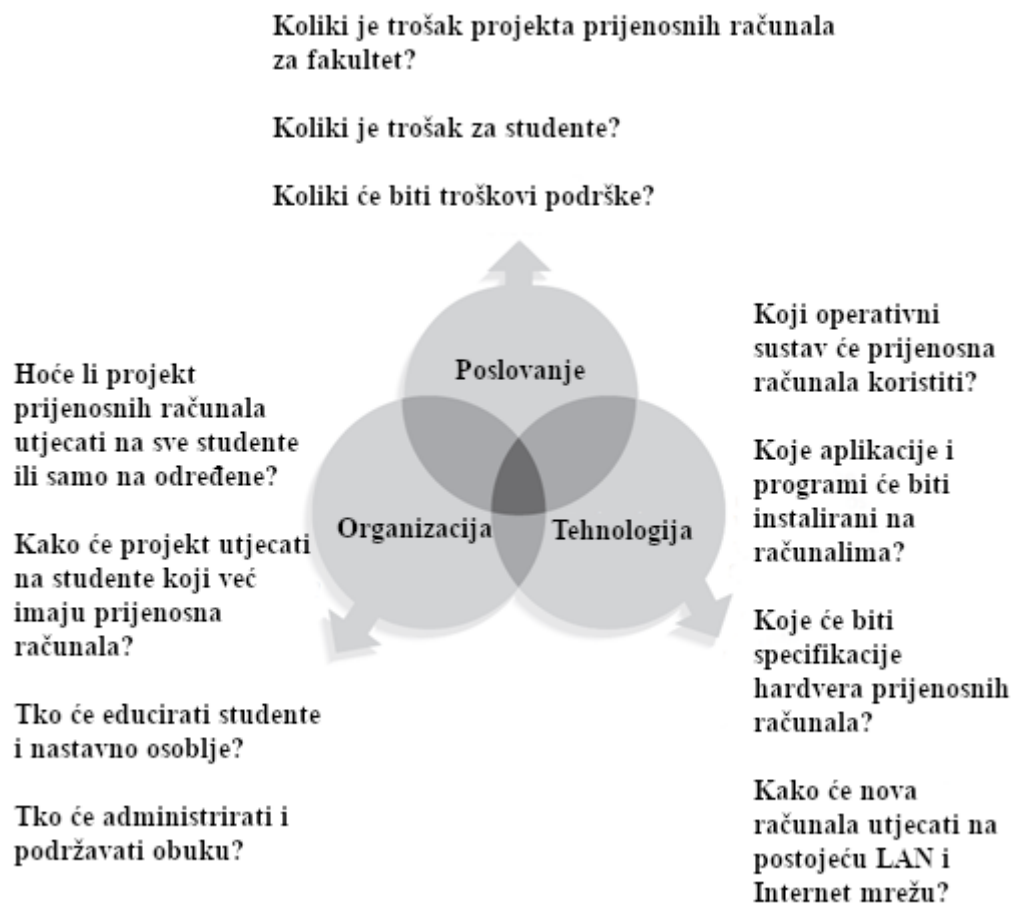 Koliki je trošak projekta prijenosnih računala
za fakultet?
Koliki je trošak za studente?
Koliki će biti troškovi podrške?
Poslovanje
Organizacija
Tehnologija
Hoće li projekt
prijenosnih računala
utjecati na sve studente
ili samo na određene?
Kako će projekt utjecati
na studente koji već
imaju prijenosna
računala?
Tko će educirati studente
i nastavno osoblje?
Tko će administrirati i
podržavati obuku?
Koji operativni
sustav će prijenosna
računala koristiti?
Koje aplikacije i
programi će biti
instalirani na
računalima?
Koje će biti
specifikacije
hardvera prijenosnih
računala?
Kako će nova
računala utjecati na
postojeću LAN i
Internet mrežu?